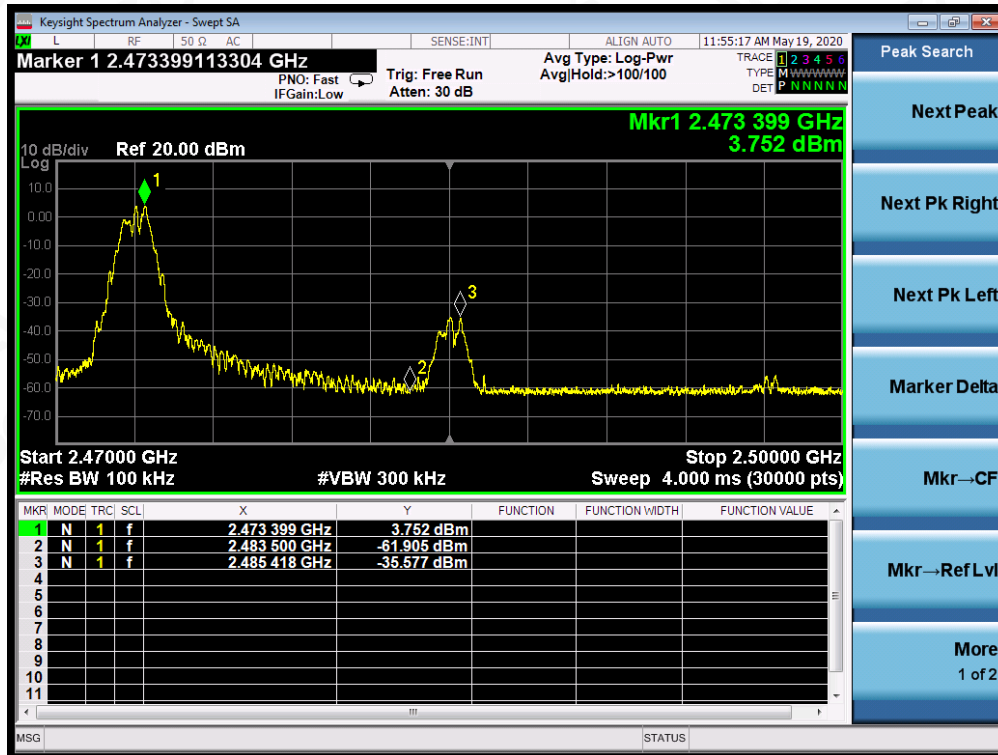 Keysight Spectrum Analyzer - Swept SA
LXI L RF 50 Ω AC SENSE:INT ALIGN AUTO 11:55:17 AM May 19, 2020
Marker 1 2.473399113304 GHz
PNO: Fast
IFGain:Low
Trig: Free Run
Atten: 30 dB
Avg Type: Log-Pwr
Avg|Hold:>100/100
TRACE 1 2 3 4 5 6
TYPE M W W W W W
DET P N N N N N
Mkr1 2.473 399 GHz
3.752 dBm
10 dB/div Ref 20.00 dBm
Log
10.0
0.00
-10.0
-20.0
-30.0
-40.0
-50.0
-60.0
-70.0
1
2
3
Start 2.47000 GHz Stop 2.50000 GHz
#Res BW 100 kHz #VBW 300 kHz Sweep 4.000 ms (30000 pts)
MKR MODE TRC SCL X Y FUNCTION FUNCTION WIDTH FUNCTION VALUE
1 N 1 f 2.473 399 GHz 3.752 dBm
2 N 1 f 2.483 500 GHz -61.905 dBm
3 N 1 f 2.485 418 GHz -35.577 dBm
4
5
6
7
8
9
10
11
MSG STATUS
Peak Search
Next Peak
Next Pk Right
Next Pk Left
Marker Delta
Mkr→CF
Mkr→Ref Lvl
More
1 of 2